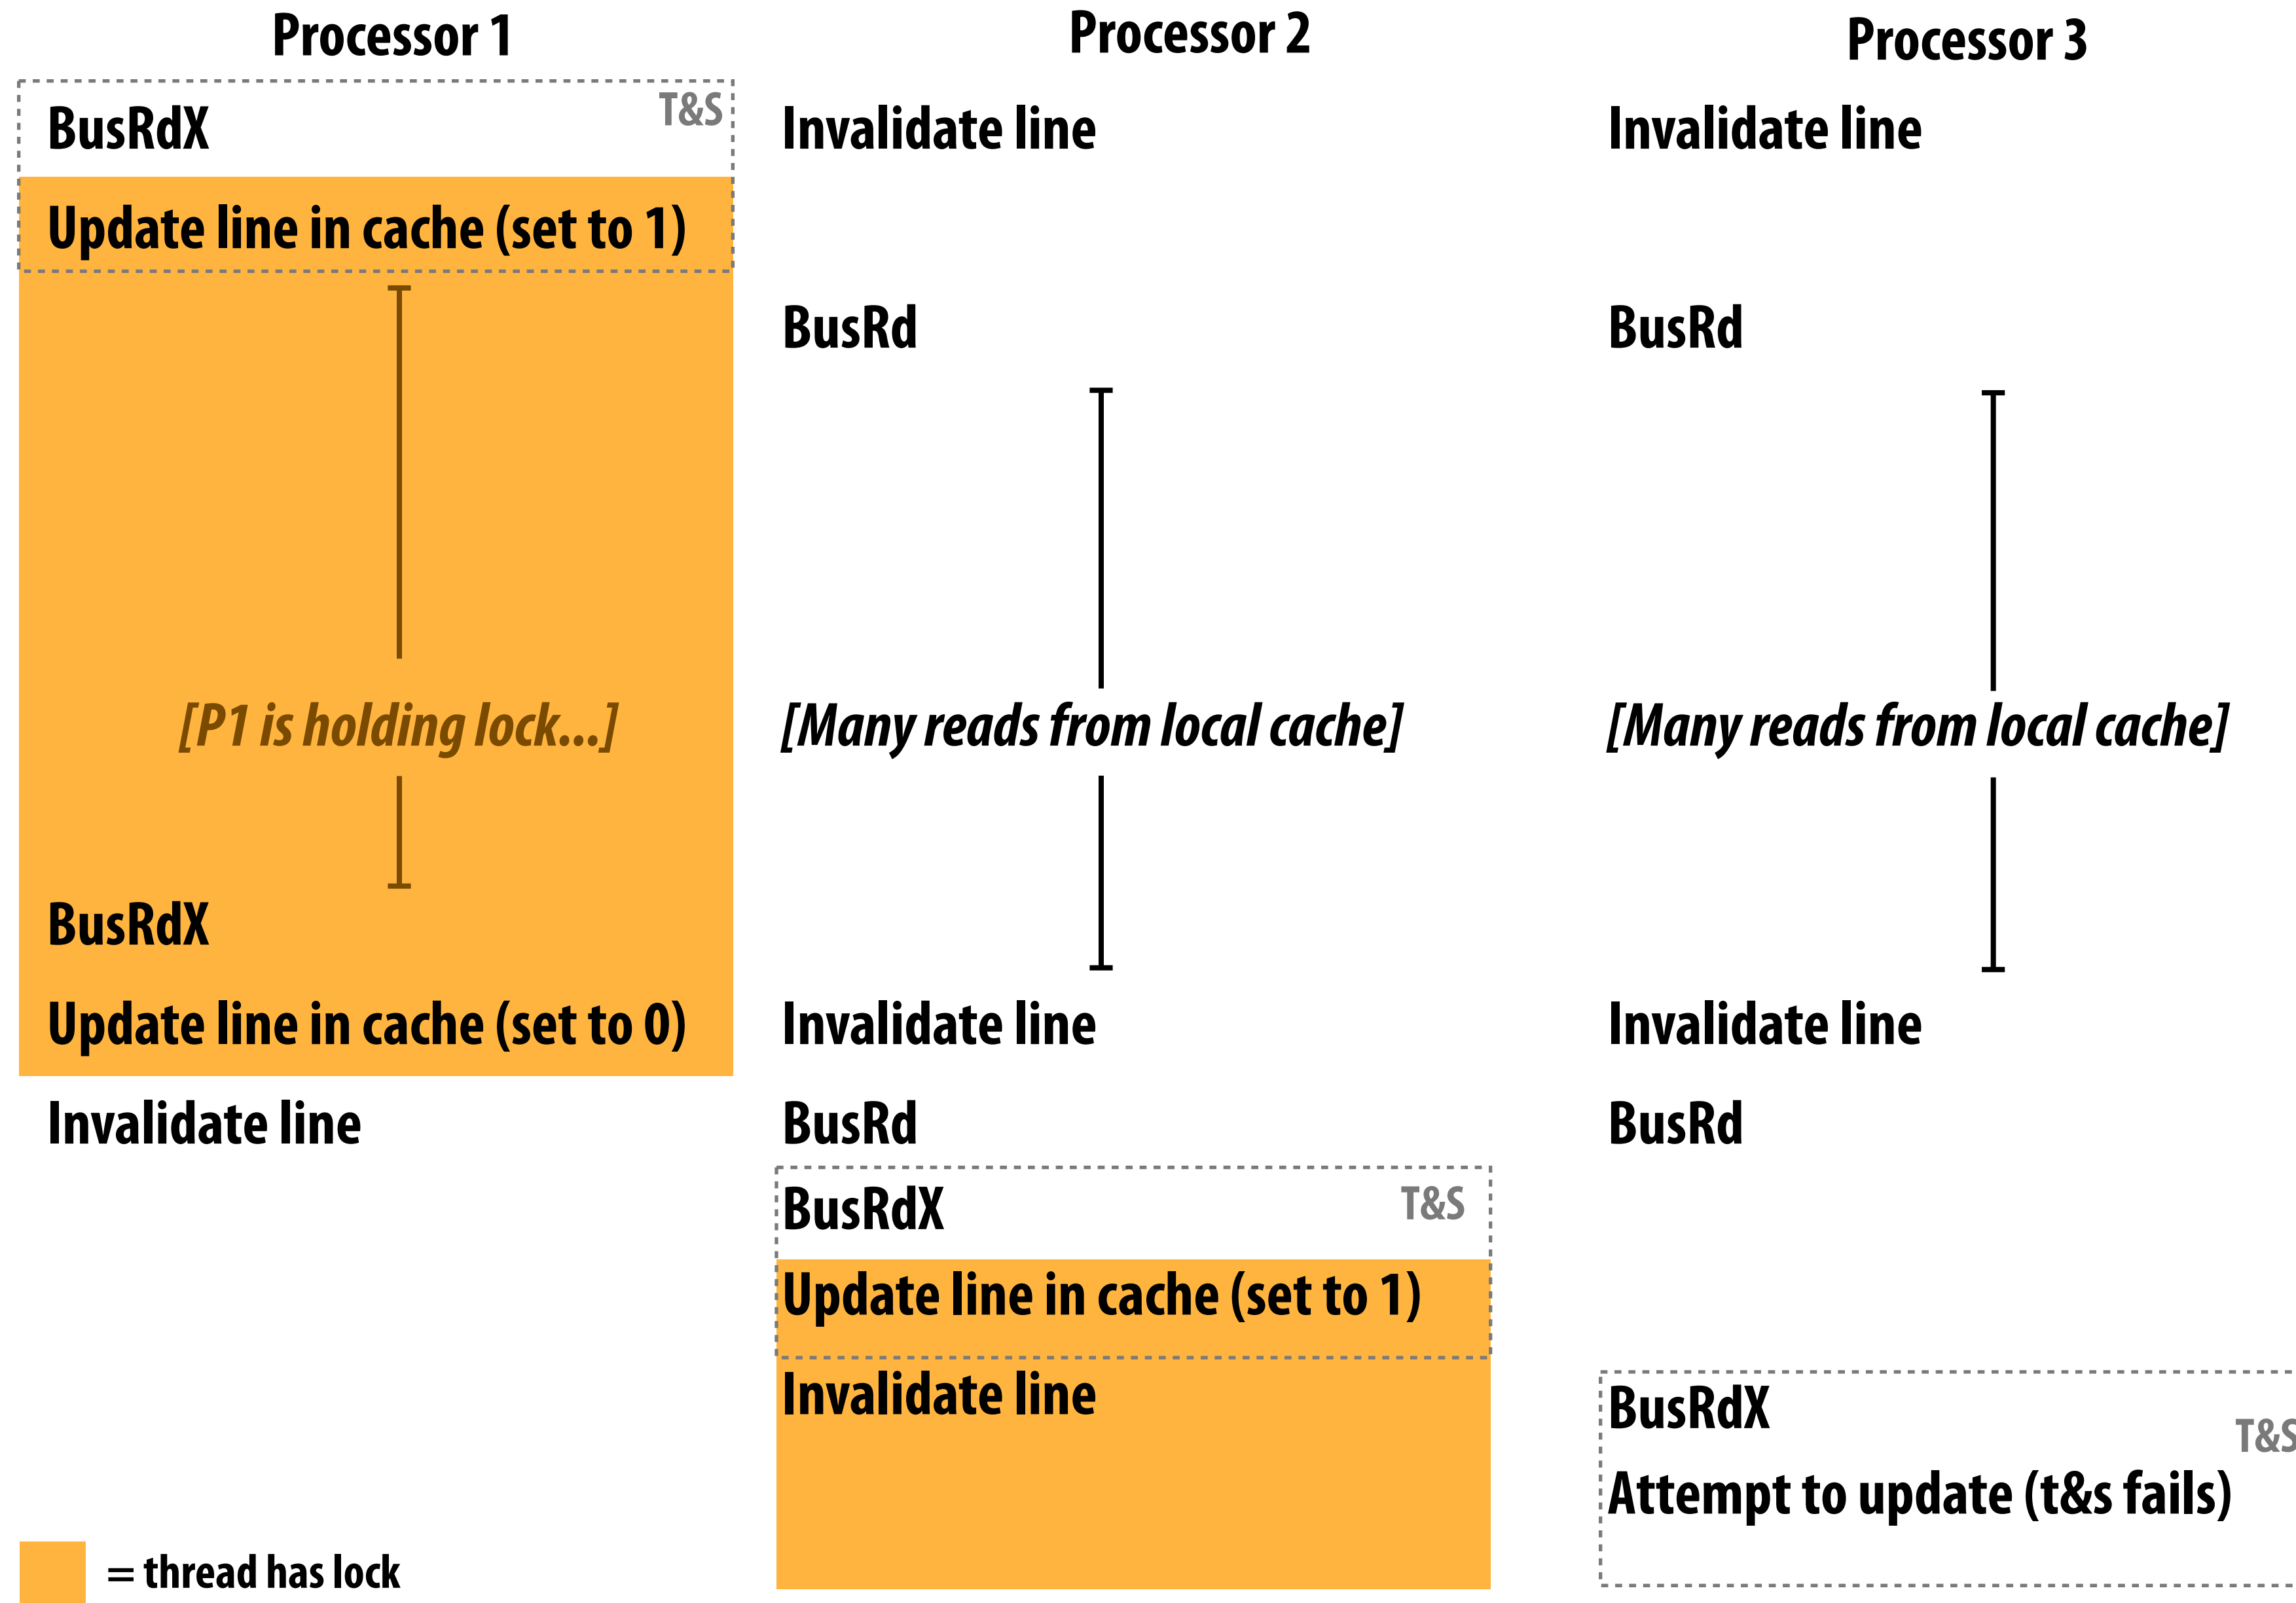 Processor 1
BusRdX
T&S
Update line in cache (set to 1)
[P1 is holding lock...]
BusRdX
Update line in cache (set to 0)
Invalidate line
Processor 2
Invalidate line
BusRd
[Many reads from local cache]
Invalidate line
BusRd
BusRdX
T&S
Update line in cache (set to 1)
Invalidate line
Processor 3
Invalidate line
BusRd
[Many reads from local cache]
Invalidate line
BusRd
BusRdX
T&S
Attempt to update (t&s fails)
= thread has lock